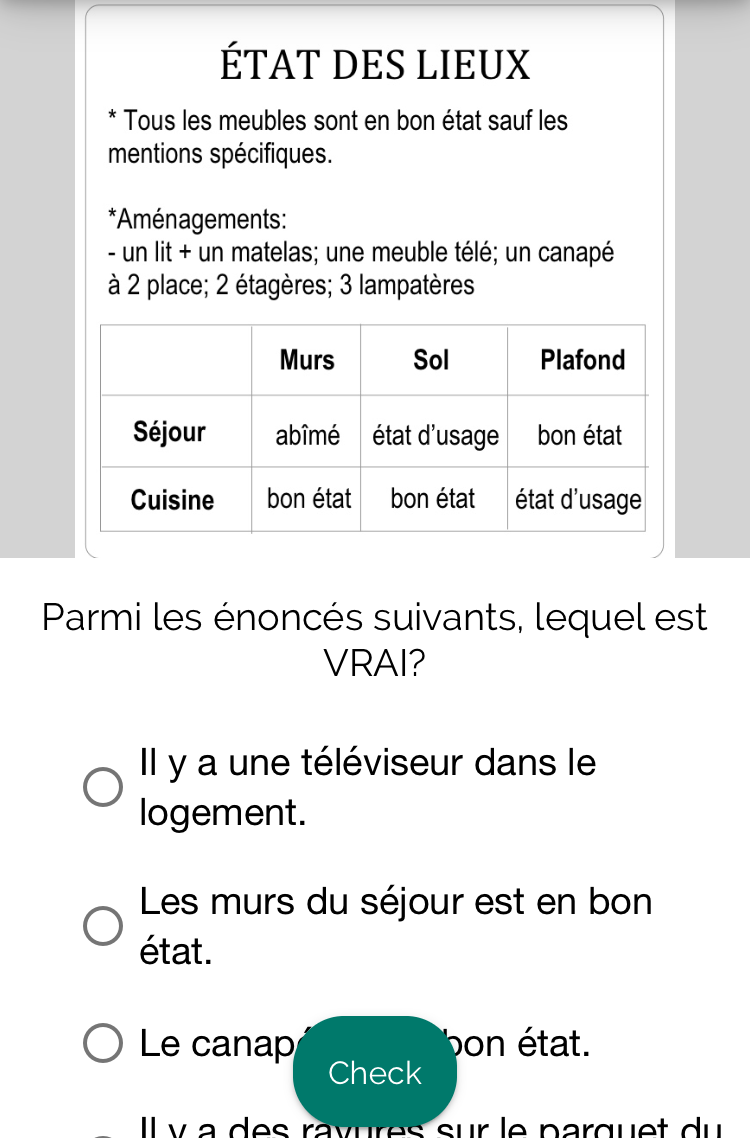 ÉTAT DES LIEUX
* Tous les meubles sont en bon état sauf les
mentions spécifiques.
*Aménagements:
- un lit + un matelas; une meuble télé; un canapé
à 2 place; 2 étagères; 3 lampatères
Murs Sol Plafond
Séjour abîmé état d'usage bon état
Cuisine bon état bon état état d'usage
Parmi les énoncés suivants, lequel est
VRAI?
Il y a une téléviseur dans le
logement.
Les murs du séjour est en bon
état.
Le canapé bon état.
Check
Il y a des rayures sur le parquet du